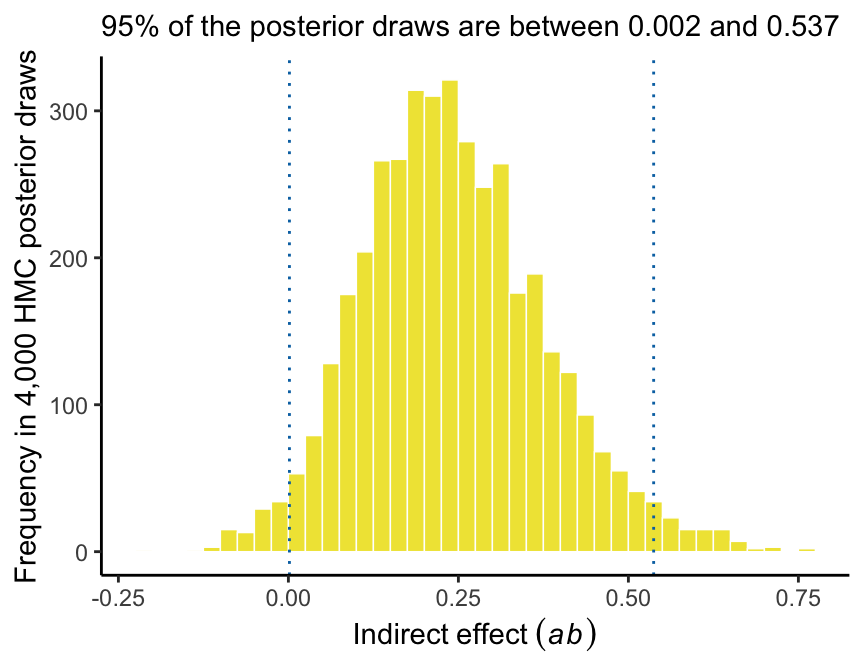 95% of the posterior draws are between 0.002 and 0.537
Frequency in 4,000 HMC posterior draws
300
200
100
0
-0.25 0.00 0.25 0.50 0.75
Indirect effect (ab)